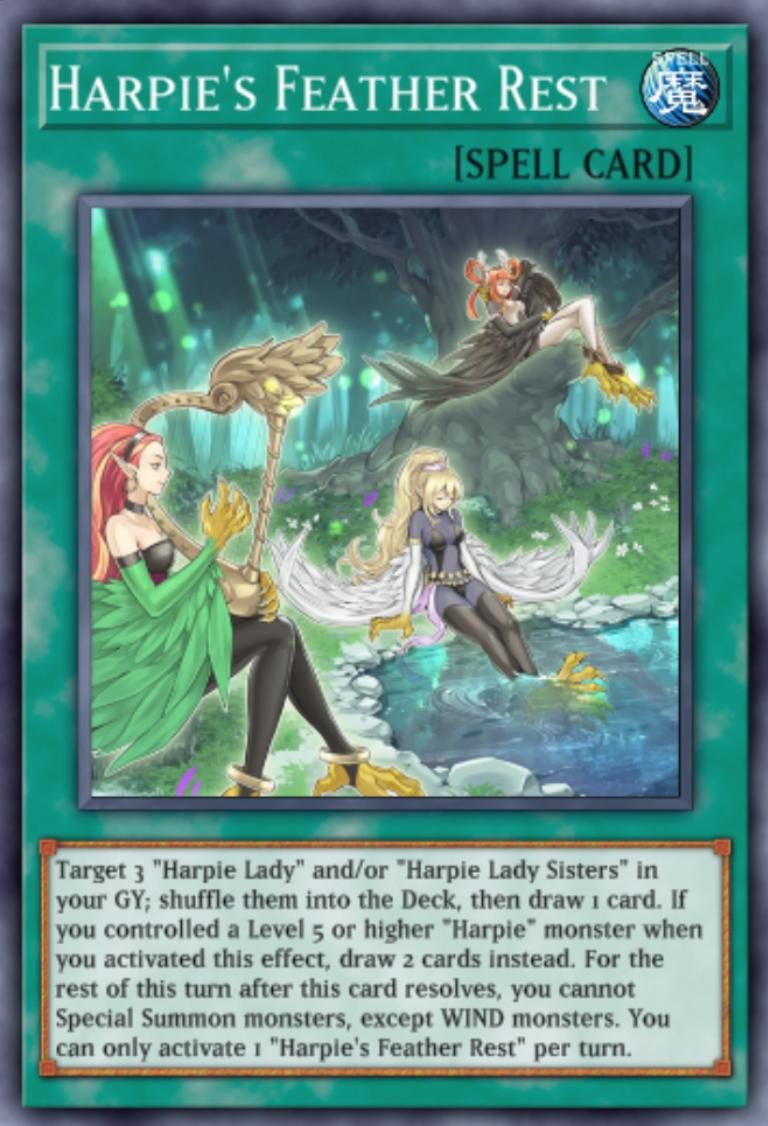 HARPIE'S FEATHER REST
SPELL
魔
[SPELL CARD]
Target 3 "Harpie Lady" and/or "Harpie Lady Sisters" in
your GY; shuffle them into the Deck, then draw 1 card. If
you controlled a Level 5 or higher "Harpie" monster when
you activated this effect, draw 2 cards instead. For the
rest of this turn after this card resolves, you cannot
Special Summon monsters, except WIND monsters. You
can only activate 1 "Harpie's Feather Rest" per turn.